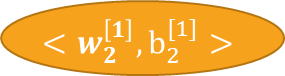 < w₂^[1], b₂^[1] >